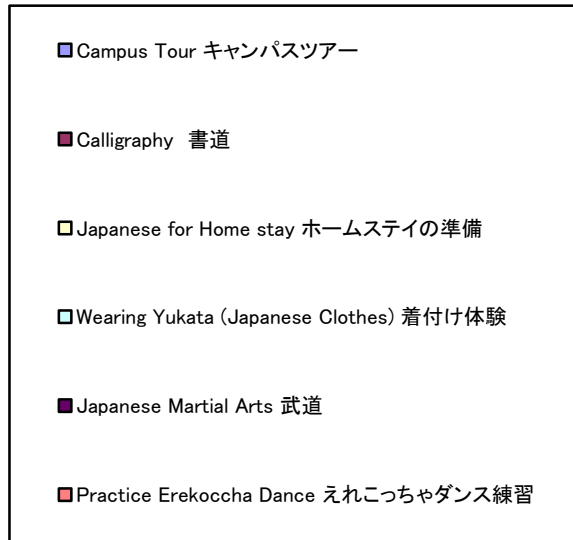 Campus Tour キャンパスツアー
Calligraphy 書道
Japanese for Home stay ホームステイの準備
Wearing Yukata (Japanese Clothes) 着付け体験
Japanese Martial Arts 武道
Practice Erekoccha Dance えれこっちゃダンス練習